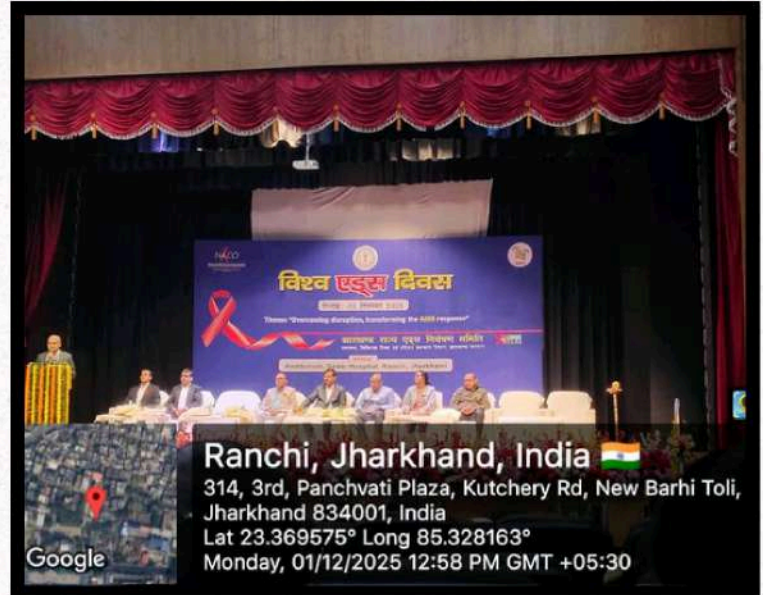 NACO
विश्व एड्स दिवस
Theme: "Overcoming disruption, transforming the AIDS response"
झारखण्ड राज्य एड्स नियंत्रण समिति
Ranchi, Jharkhand, India
314, 3rd, Panchvati Plaza, Kutchery Rd, New Barhi Toli,
Jharkhand 834001, India
Lat 23.369575° Long 85.328163°
Monday, 01/12/2025 12:58 PM GMT +05:30
Google